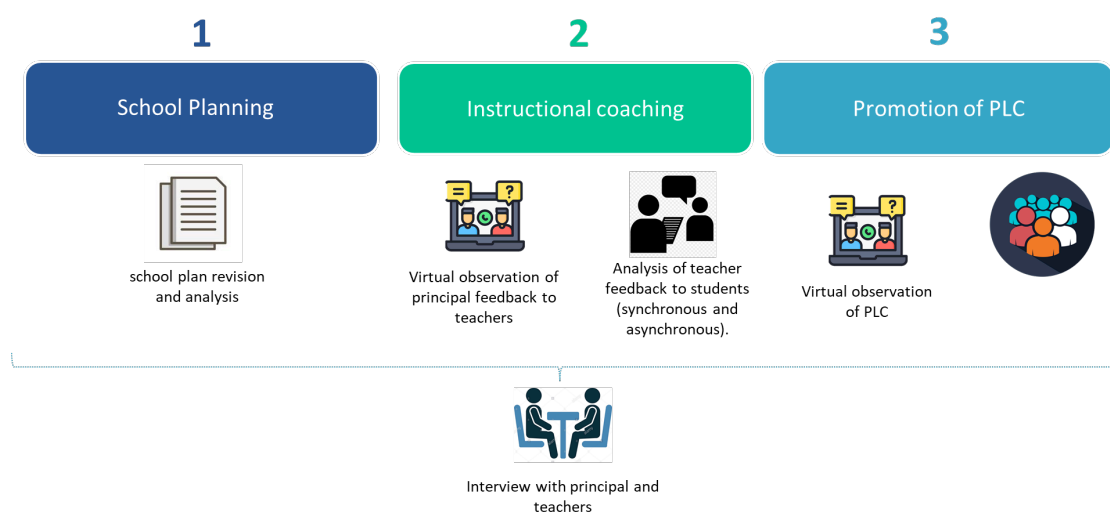 1
2
3
School Planning
Instructional coaching
Promotion of PLC
=
?
=
?
school plan revision
and analysis
Virtual observation of
principal feedback to
teachers
Analysis of teacher
feedback to students
(synchronous and
asynchronous).
Virtual observation
of PLC
Interview with principal and
teachers